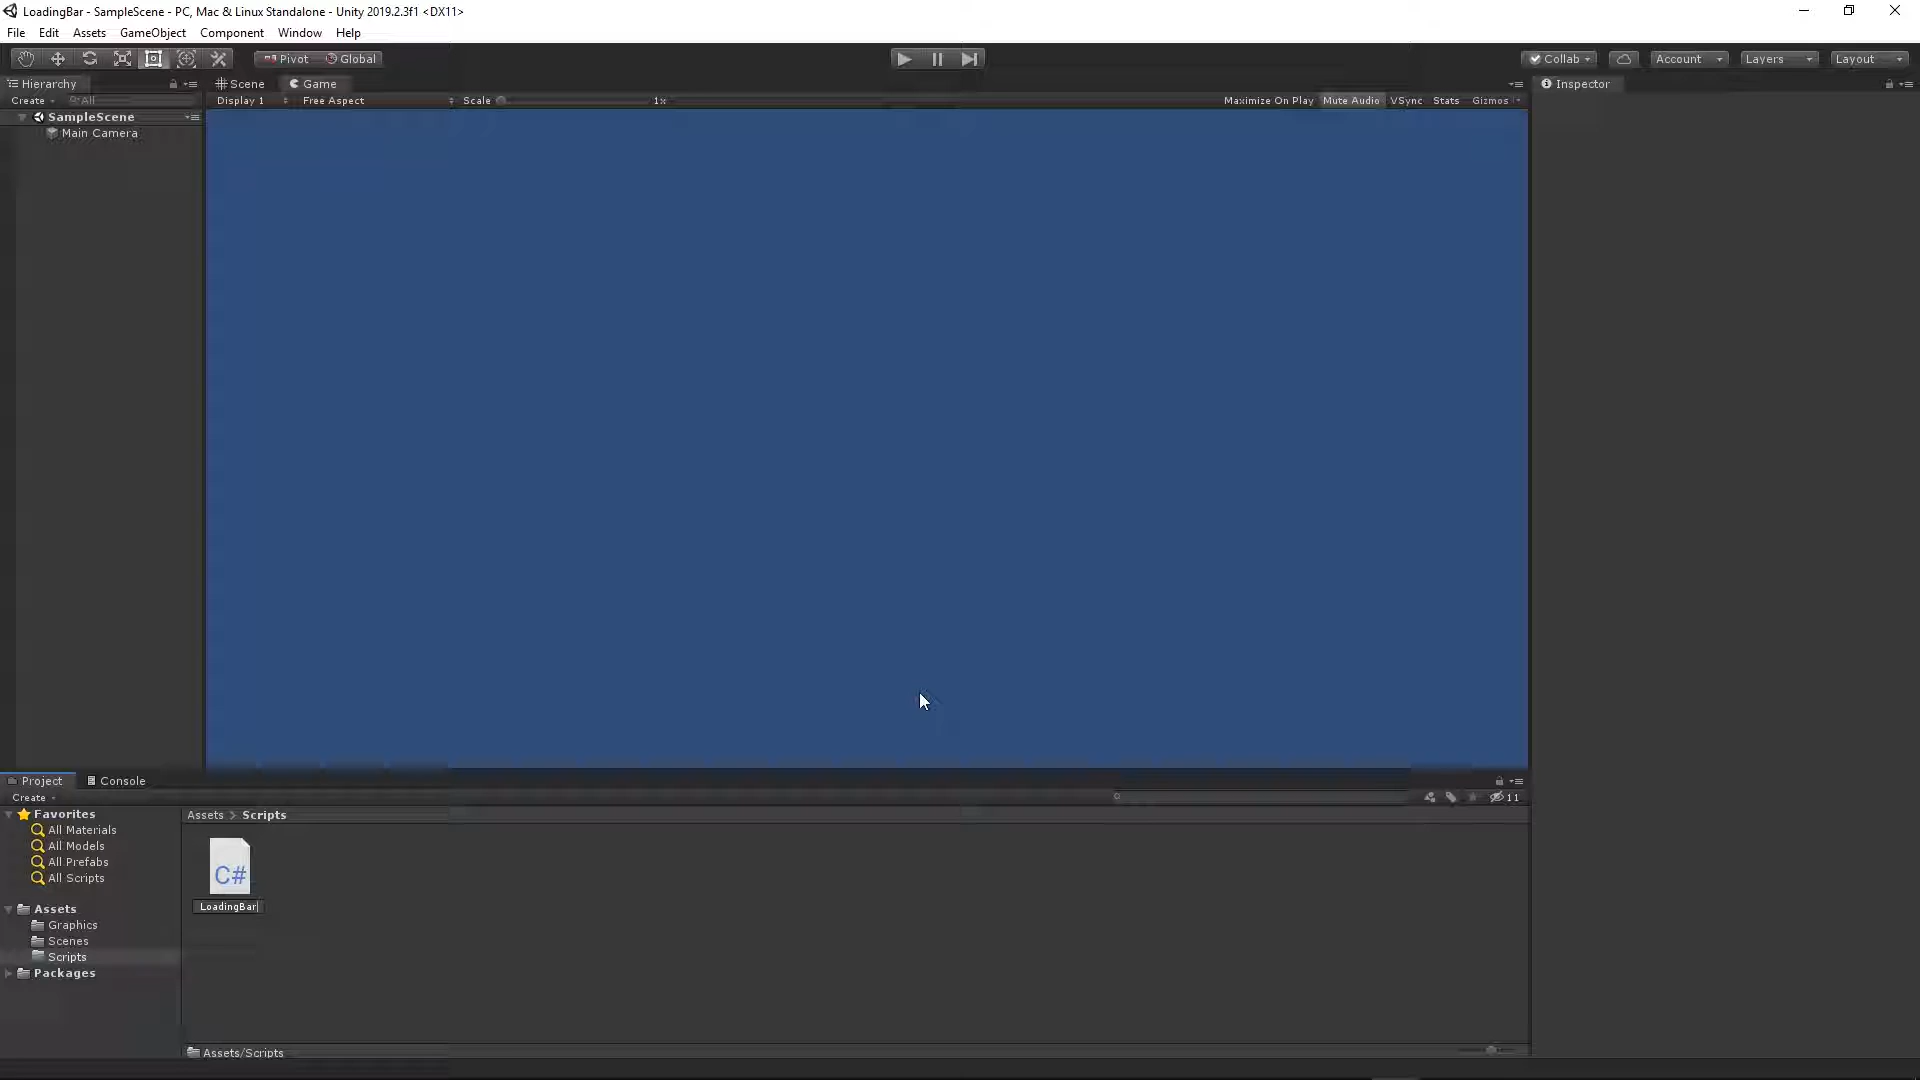 LoadingBar - SampleScene - PC, Mac & Linux Standalone - Unity 2019.2.3f1 <DX11>
File Edit Assets GameObject Component Window Help
Pivot Global Collab Account Layers Layout
Hierarchy Scene Game Inspector
Create All Display 1 Free Aspect Scale 1x Maximize On Play Mute Audio VSync Stats Gizmos
SampleScene
Main Camera
Project Console
Create 11
Favorites Assets > Scripts
All Materials
All Models
All Prefabs
C#
All Scripts
LoadingBar
Assets
Graphics
Scenes
Scripts
Packages
Assets/Scripts